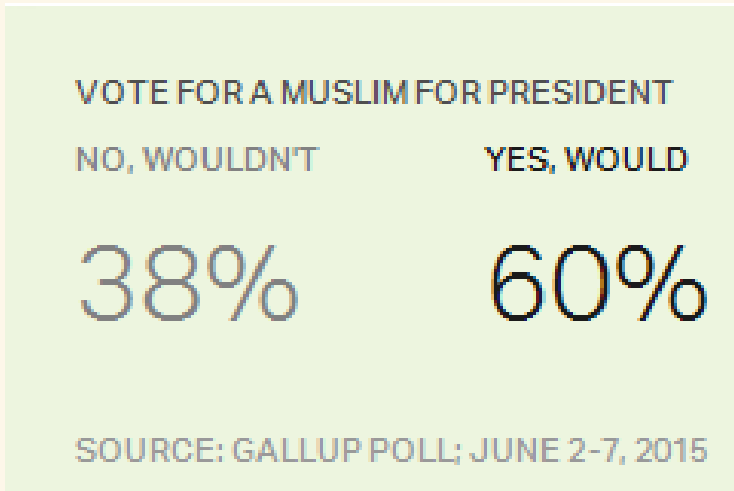 VOTE FOR A MUSLIM FOR PRESIDENT
NO, WOULDN'T YES, WOULD
38% 60%
SOURCE: GALLUP POLL; JUNE 2-7, 2015